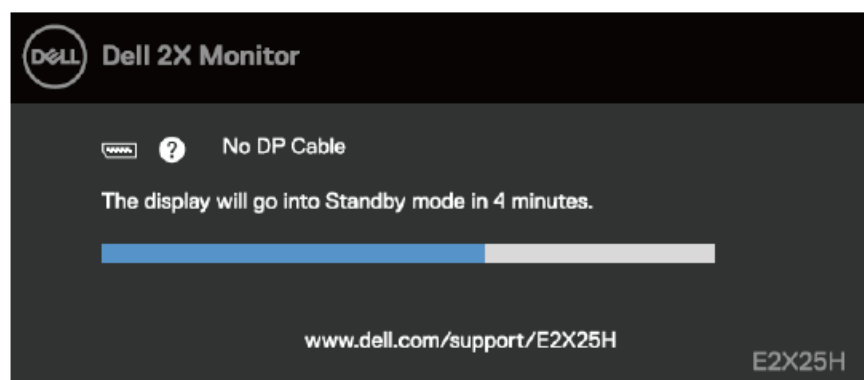 DELL Dell 2X Monitor
? No DP Cable
The display will go into Standby mode in 4 minutes.
www.dell.com/support/E2X25H
E2X25H